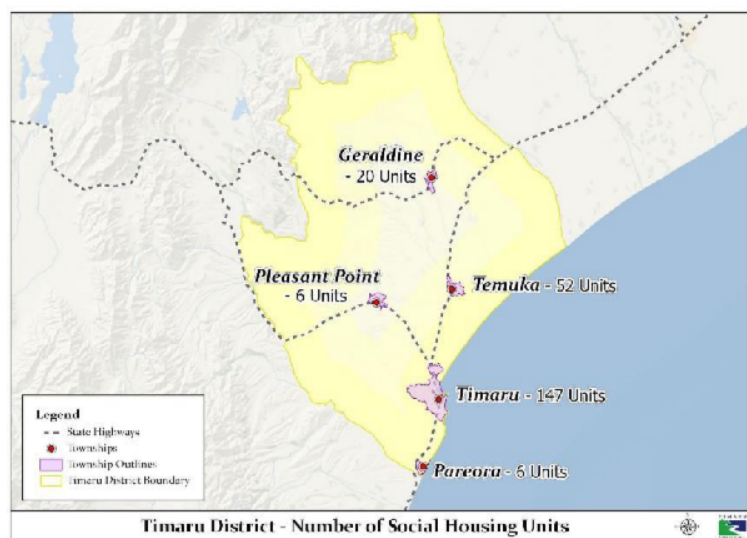 Geraldine
- 20 Units
Pleasant Point
- 6 Units
Temuka - 52 Units
Timaru - 147 Units
Pareora - 6 Units
Legend
State Highways
Townships
Township Outlines
Timaru District Boundary
Timaru District - Number of Social Housing Units